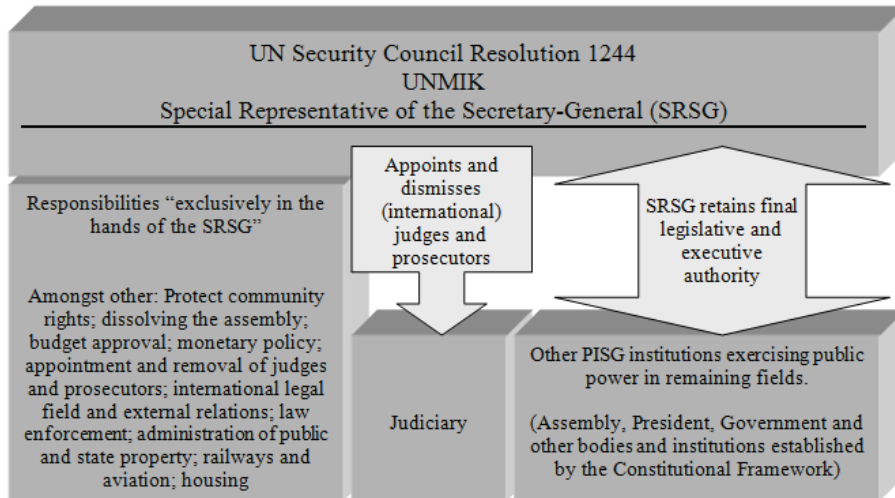 UN Security Council Resolution 1244
UNMIK
Special Representative of the Secretary-General (SRSG)
Responsibilities “exclusively in the
hands of the SRSG”
Amongst other: Protect community
rights; dissolving the assembly;
budget approval; monetary policy;
appointment and removal of judges
and prosecutors; international legal
field and external relations; law
enforcement; administration of public
and state property; railways and
aviation; housing
Appoints and
dismisses
(international)
judges and
prosecutors
Judiciary
SRSG retains final
legislative and
executive
authority
Other PISG institutions exercising public
power in remaining fields.
(Assembly, President, Government and
other bodies and institutions established
by the Constitutional Framework)